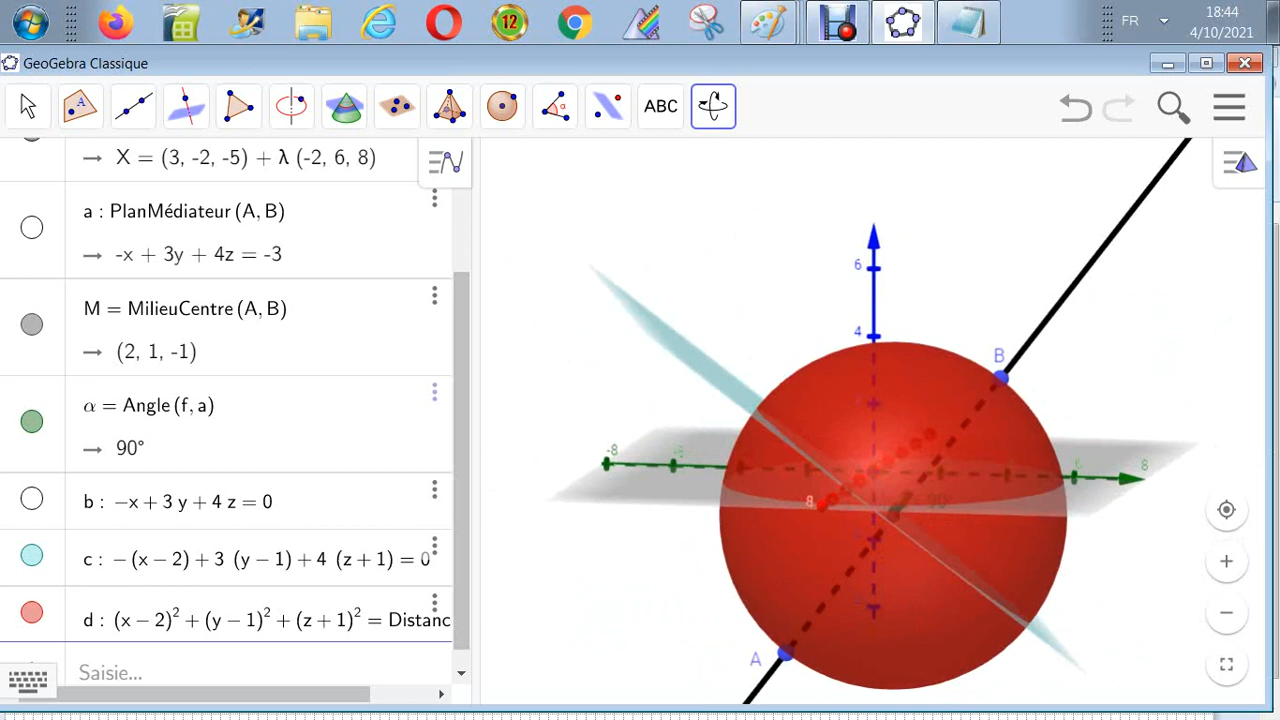 12
FR
18:44
4/10/2021
GeoGebra Classique
A
α
ABC
→ X = (3, -2, -5) + λ (-2, 6, 8)
a : PlanMédiateur (A, B)
→ -x + 3y + 4z = -3
M = MilieuCentre (A, B)
→ (2, 1, -1)
α = Angle (f, a)
→ 90°
b : −x + 3 y + 4 z = 0
c : − (x − 2) + 3 (y − 1) + 4 (z + 1) = 0
d : (x − 2)² + (y − 1)² + (z + 1)² = Distanc
Saisie...
6
4
B
-8
6
8
8
90°
A